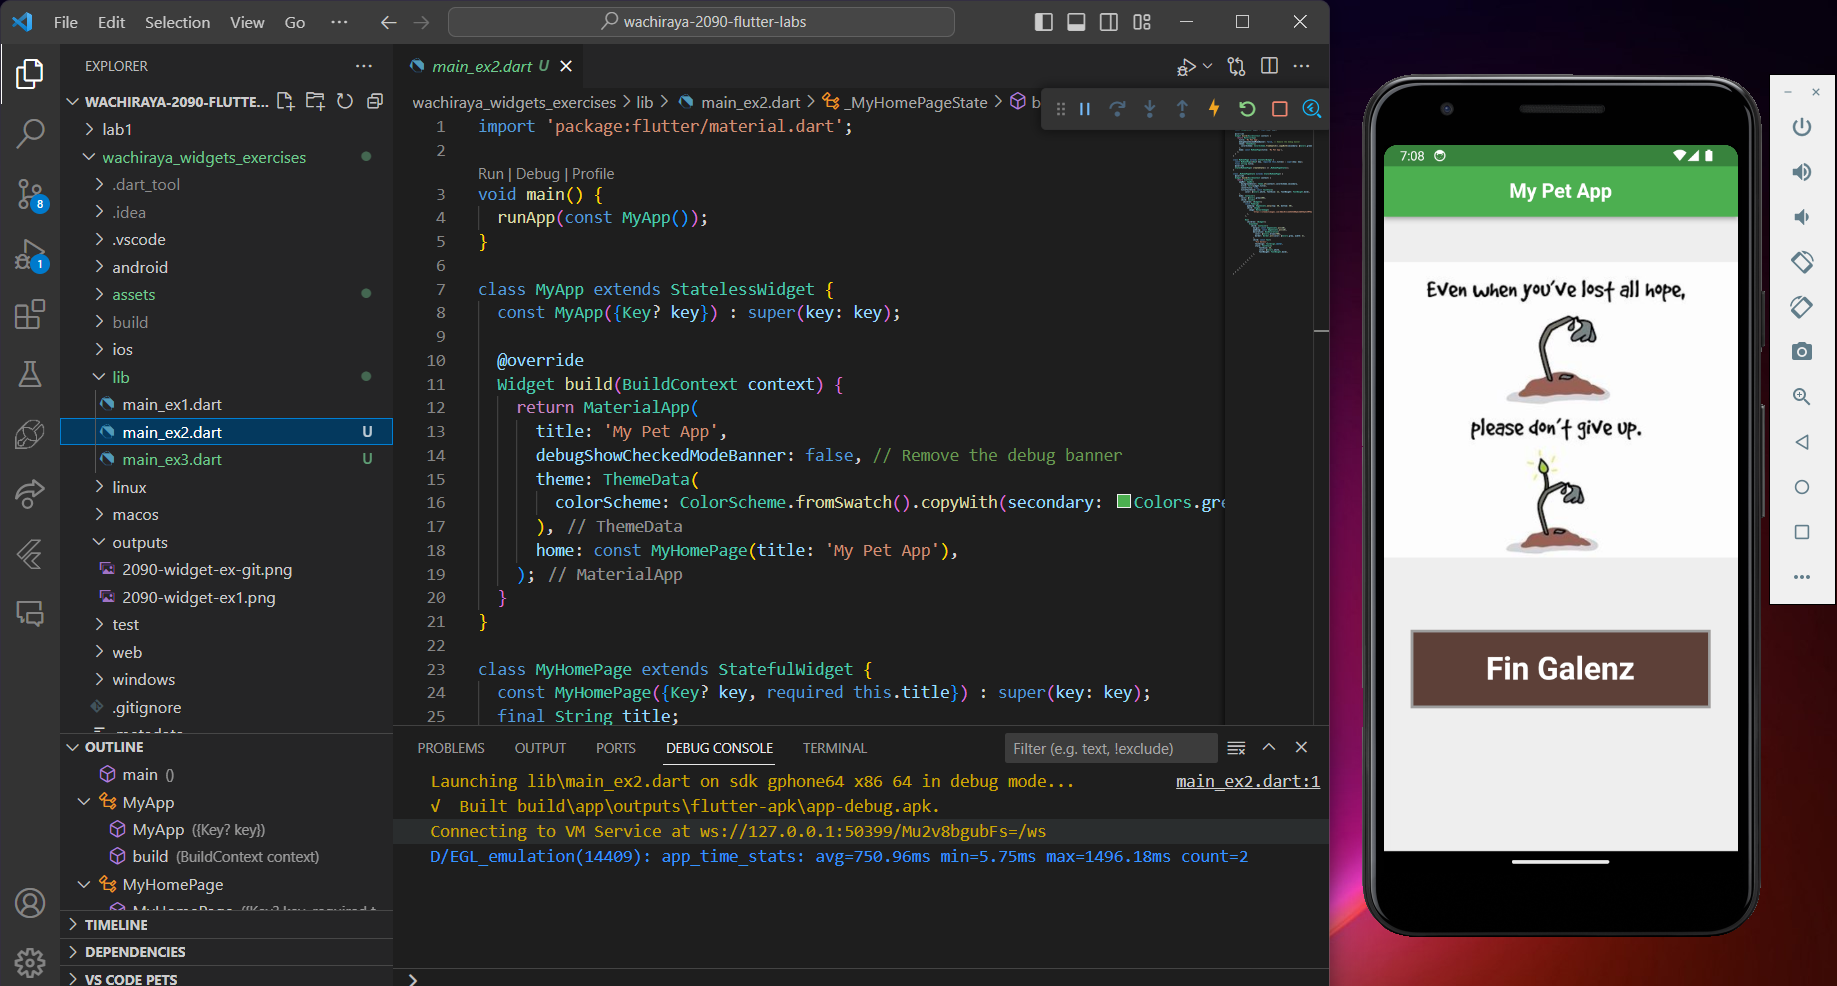 File Edit Selection View Go ··· wachiraya-2090-flutter-labs
EXPLORER
WACHIRAYA-2090-FLUTTE...
lab1
wachiraya_widgets_exercises
.dart_tool
.idea
.vscode
android
assets
build
ios
lib
main_ex1.dart
main_ex2.dart U
main_ex3.dart U
linux
macos
outputs
2090-widget-ex-git.png
2090-widget-ex1.png
test
web
windows
.gitignore
OUTLINE
main ()
MyApp
MyApp ({Key? key})
build (BuildContext context)
MyHomePage
TIMELINE
DEPENDENCIES
VS CODE PETS
8
1
main_ex2.dart U
wachiraya_widgets_exercises > lib > main_ex2.dart > _MyHomePageState > b
1 import 'package:flutter/material.dart';
2
Run | Debug | Profile
3 void main() {
4 runApp(const MyApp());
5 }
6
7 class MyApp extends StatelessWidget {
8 const MyApp({Key? key}) : super(key: key);
9
10 @override
11 Widget build(BuildContext context) {
12 return MaterialApp(
13 title: 'My Pet App',
14 debugShowCheckedModeBanner: false, // Remove the debug banner
15 theme: ThemeData(
16 colorScheme: ColorScheme.fromSwatch().copyWith(secondary: Colors.gre
17 ), // ThemeData
18 home: const MyHomePage(title: 'My Pet App'),
19 ); // MaterialApp
20 }
21 }
22
23 class MyHomePage extends StatefulWidget {
24 const MyHomePage({Key? key, required this.title}) : super(key: key);
25 final String title;
PROBLEMS OUTPUT PORTS DEBUG CONSOLE TERMINAL Filter (e.g. text, !exclude)
Launching lib\main_ex2.dart on sdk gphone64 x86 64 in debug mode... main_ex2.dart:1
√ Built build\app\outputs\flutter-apk\app-debug.apk.
Connecting to VM Service at ws://127.0.0.1:50399/Mu2v8bgubFs=/ws
D/EGL_emulation(14409): app_time_stats: avg=750.96ms min=5.75ms max=1496.18ms count=2
7:08
My Pet App
Even when you've lost all hope,
please don't give up.
Fin Galenz